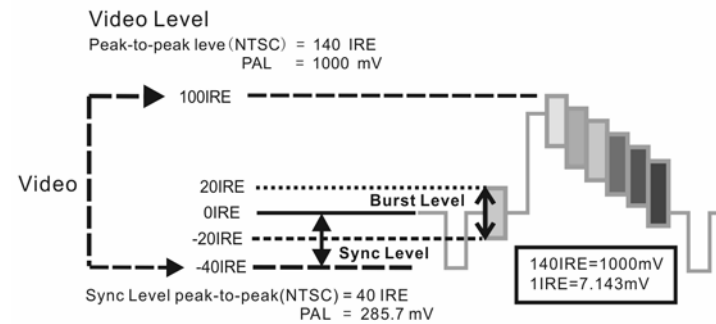 Video Level
Peak-to-peak leve(NTSC) = 140 IRE
PAL = 1000 mV
100IRE
Video
20IRE
Burst Level
0IRE
-20IRE
Sync Level
-40IRE
140IRE=1000mV
1IRE=7.143mV
Sync Level peak-to-peak(NTSC) = 40 IRE
PAL = 285.7 mV